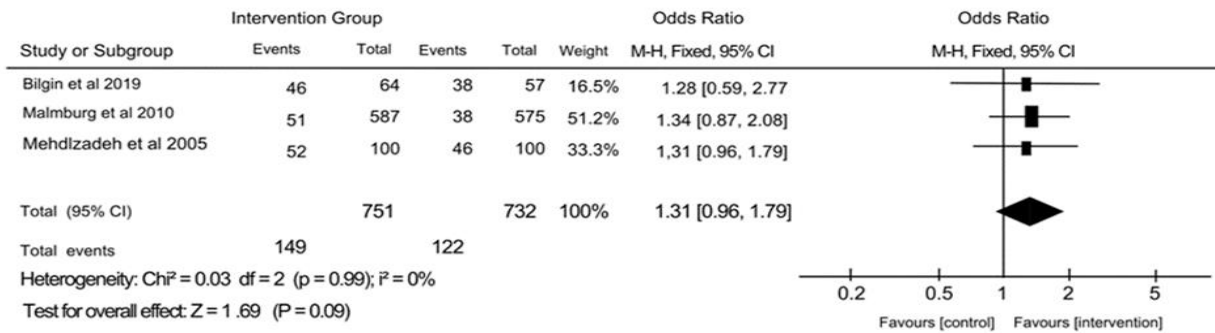 Intervention Group Odds Ratio Odds Ratio
Study or Subgroup Events Total Events Total Weight M-H, Fixed, 95% CI M-H, Fixed, 95% CI
Bilgin et al 2019 46 64 38 57 16.5% 1.28 [0.59, 2.77
Malmburg et al 2010 51 587 38 575 51.2% 1.34 [0.87, 2.08]
Mehdlzadeh et al 2005 52 100 46 100 33.3% 1,31 [0.96, 1.79]
Total (95% CI) 751 732 100% 1.31 [0.96, 1.79]
Total events 149 122
Heterogeneity: Chi² = 0.03 df = 2 (p = 0.99); i² = 0%
Test for overall effect: Z = 1.69 (P = 0.09)
0.2 0.5 1 2 5
Favours [control] Favours [intervention]